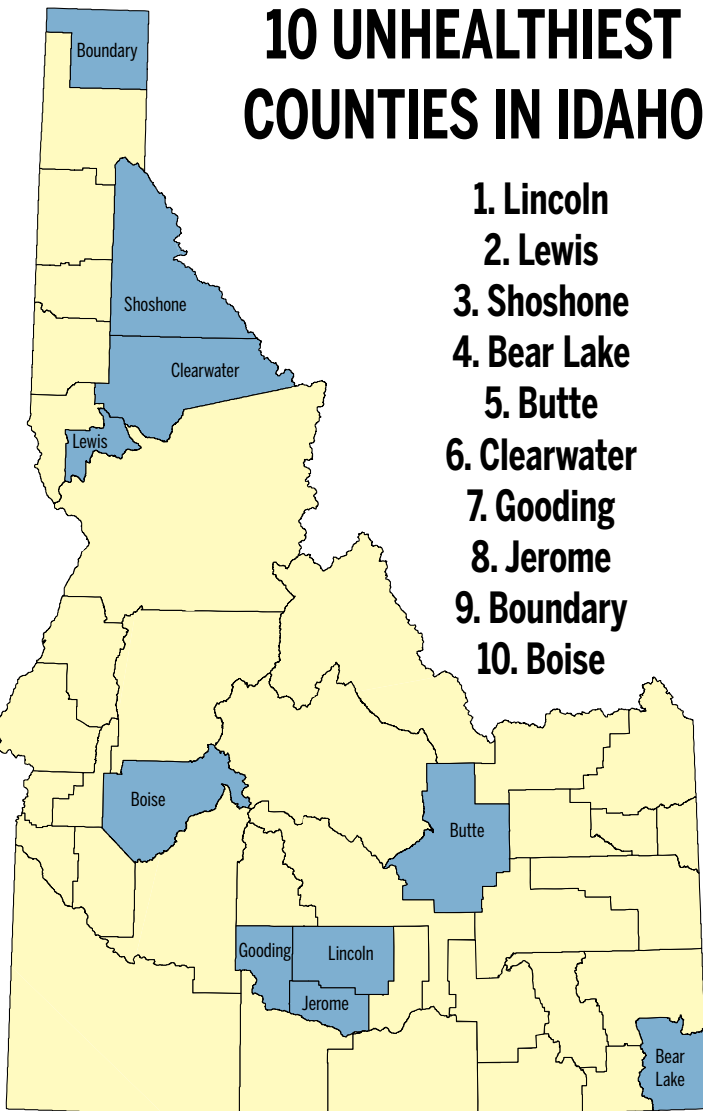 10 UNHEALTHIEST
COUNTIES IN IDAHO
1. Lincoln
2. Lewis
3. Shoshone
4. Bear Lake
5. Butte
6. Clearwater
7. Gooding
8. Jerome
9. Boundary
10. Boise
Boundary
Shoshone
Clearwater
Lewis
Boise
Butte
Gooding
Lincoln
Jerome
Bear
Lake